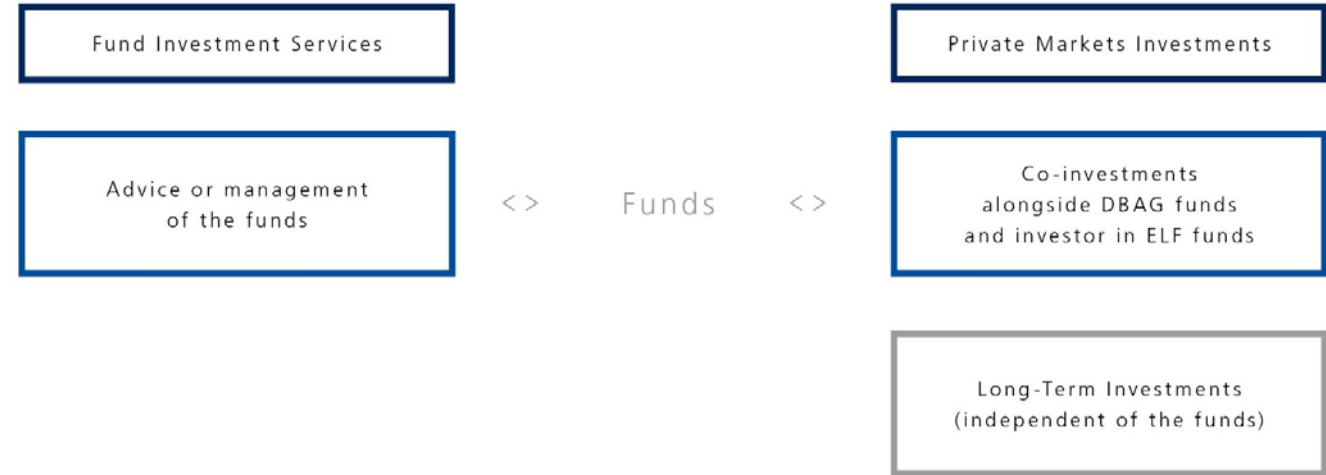 Fund Investment Services
Private Markets Investments
Advice or management
of the funds
<> Funds <>
Co-investments
alongside DBAG funds
and investor in ELF funds
Long-Term Investments
(independent of the funds)